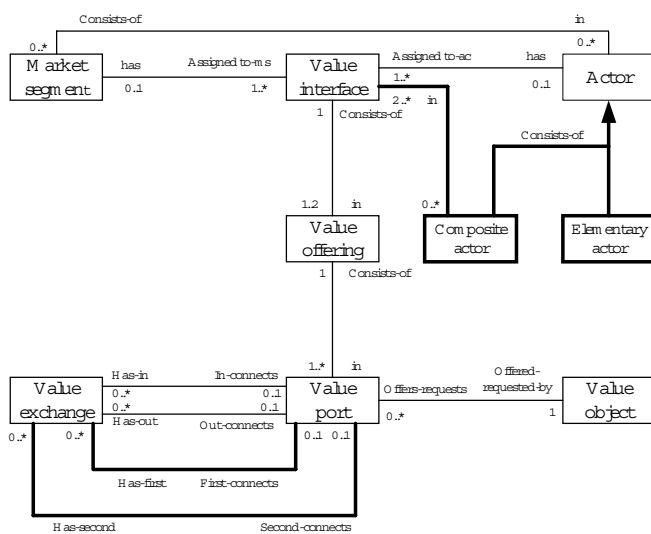 Consists-of
in
0..*
0..*
Market
segment
has
Assigned to-ms
0..1
1..*
Value
interface
Assigned to-ac
has
1..*
0..1
Actor
2..*
in
1
Consists-of
Consists-of
1..2
in
0..*
Value
offering
Composite
actor
Elementary
actor
1
Consists-of
1..*
in
Value
exchange
Has-in
In-connects
0..*
0..1
0..*
0..1
Has-out
Out-connects
Value
port
Offers-requests
0..*
Offered-
requested-by
1
Value
object
0..*
0..*
0..1
0..1
Has-first
First-connects
Has-second
Second-connects